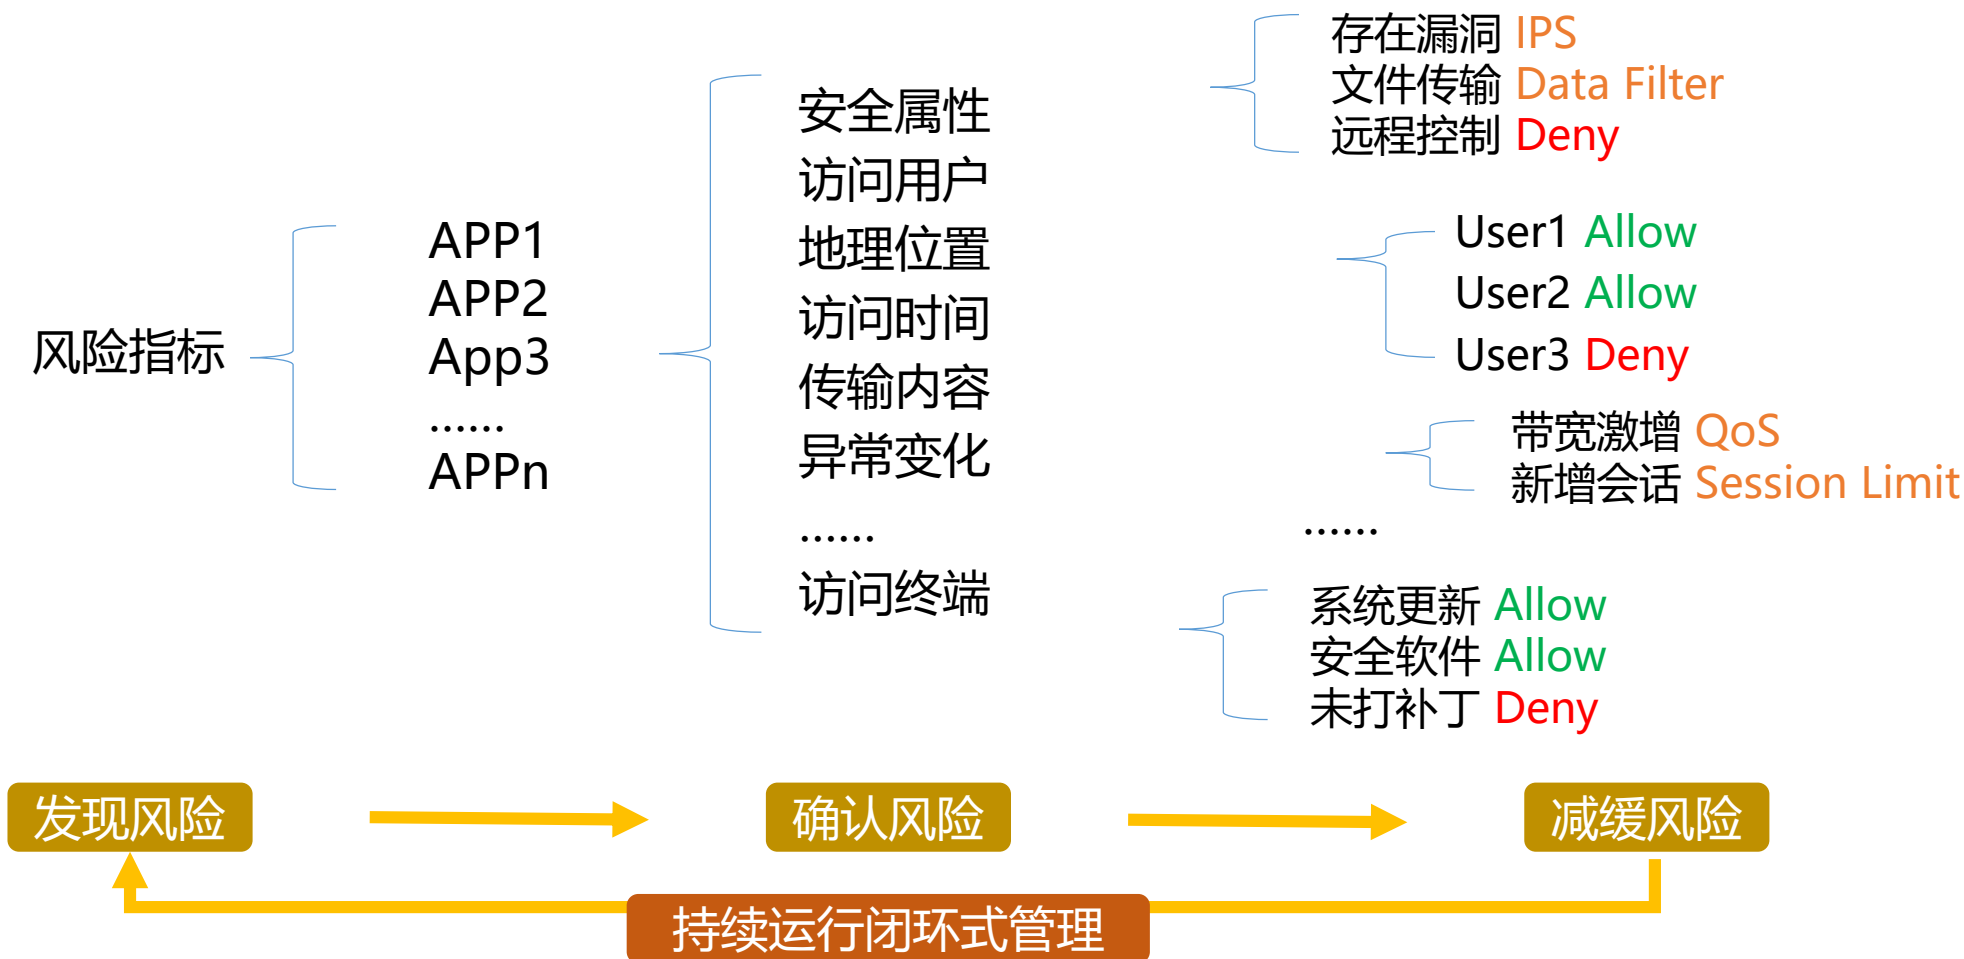 风险指标
APP1
APP2
App3
......
APPn
安全属性
访问用户
地理位置
访问时间
传输内容
异常变化
......
访问终端
存在漏洞 IPS
文件传输 Data Filter
远程控制 Deny
User1 Allow
User2 Allow
User3 Deny
带宽激增 QoS
新增会话 Session Limit
......
系统更新 Allow
安全软件 Allow
未打补丁 Deny
发现风险
确认风险
减缓风险
持续运行闭环式管理